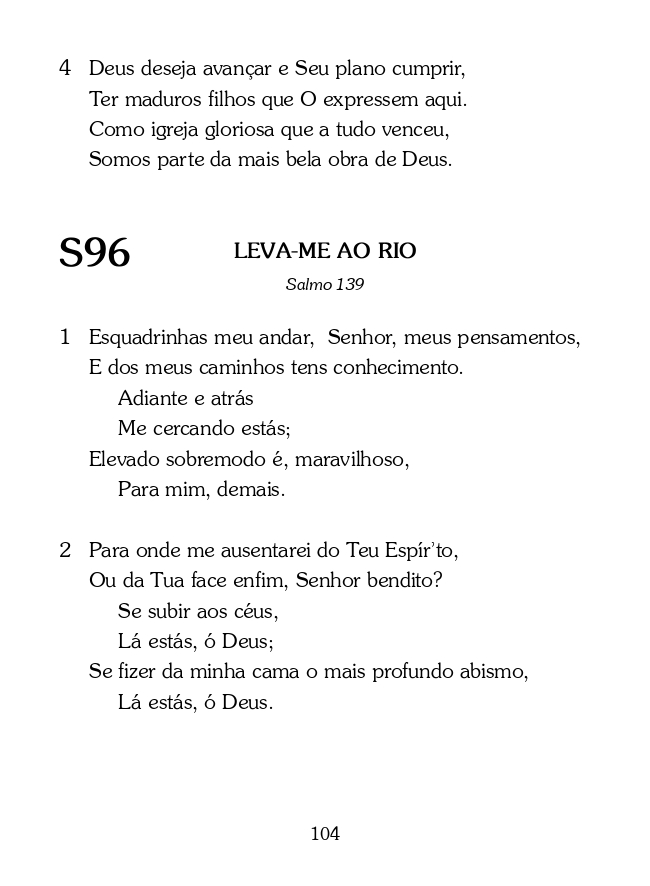 4 Deus deseja avançar e Seu plano cumprir,
Ter maduros filhos que O expressem aqui.
Como igreja gloriosa que a tudo venceu,
Somos parte da mais bela obra de Deus.
S96 LEVA-ME AO RIO
Salmo 139
1 Esquadrinhas meu andar, Senhor, meus pensamentos,
E dos meus caminhos tens conhecimento.
Adiante e atrás
Me cercando estás;
Elevado sobremodo é, maravilhoso,
Para mim, demais.
2 Para onde me ausentarei do Teu Espír’to,
Ou da Tua face enfim, Senhor bendito?
Se subir aos céus,
Lá estás, ó Deus;
Se fizer da minha cama o mais profundo abismo,
Lá estás, ó Deus.
104